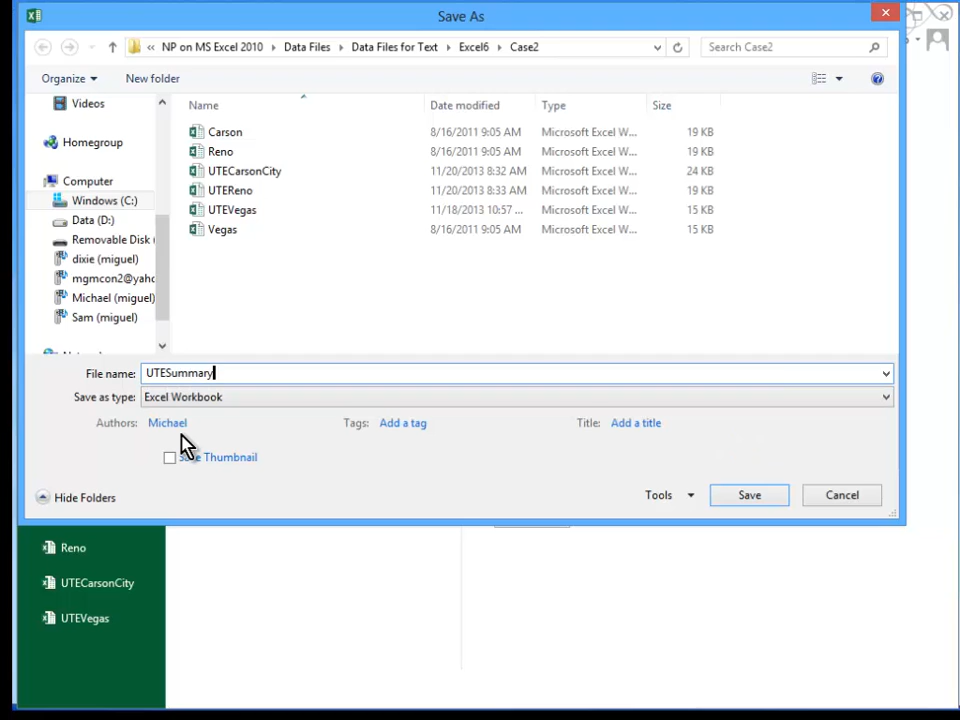 Save As
« NP on MS Excel 2010 Data Files Data Files for Text Excel6 Case2
Search Case2
Organize
New folder
Videos
Homegroup
Computer
Windows (C:)
Data (D:)
Removable Disk (
dixie (miguel)
mgmcon2@yaho
Michael (miguel)
Sam (miguel)
Name Date modified Type Size
Carson 8/16/2011 9:05 AM Microsoft Excel W... 19 KB
Reno 8/16/2011 9:05 AM Microsoft Excel W... 19 KB
UTECarsonCity 11/20/2013 8:32 AM Microsoft Excel W... 24 KB
UTEReno 11/20/2013 8:33 AM Microsoft Excel W... 19 KB
UTEVegas 11/18/2013 10:57 ... Microsoft Excel W... 15 KB
Vegas 8/16/2011 9:05 AM Microsoft Excel W... 15 KB
File name: UTESummary
Save as type: Excel Workbook
Authors: Michael Tags: Add a tag Title: Add a title
Thumbnail
Hide Folders
Tools
Save
Cancel
Reno
UTECarsonCity
UTEVegas